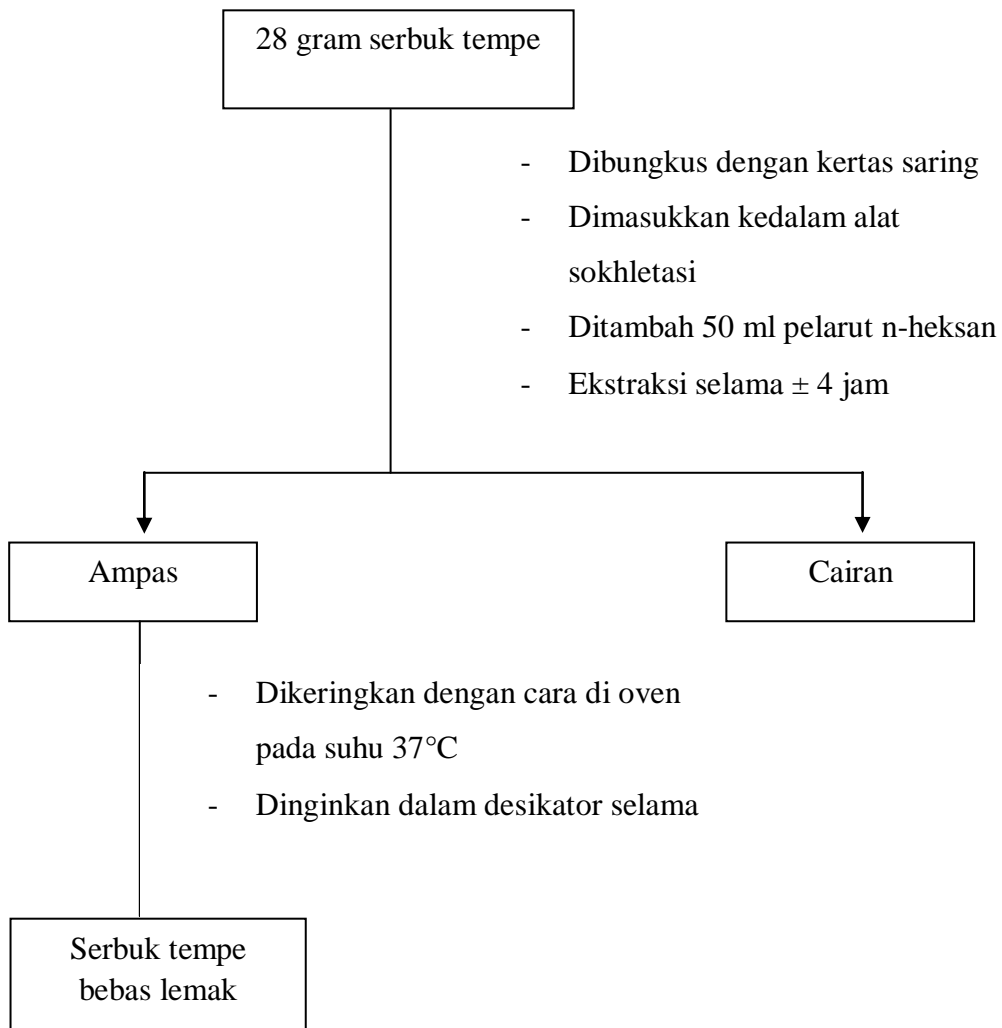 28 gram serbuk tempe
- Dibungkus dengan kertas saring
- Dimasukkan kedalam alat
sokhletasi
- Ditambah 50 ml pelarut n-heksan
- Ekstraksi selama ± 4 jam
Ampas
Cairan
- Dikeringkan dengan cara di oven
pada suhu 37°C
- Dinginkan dalam desikator selama
Serbuk tempe
bebas lemak